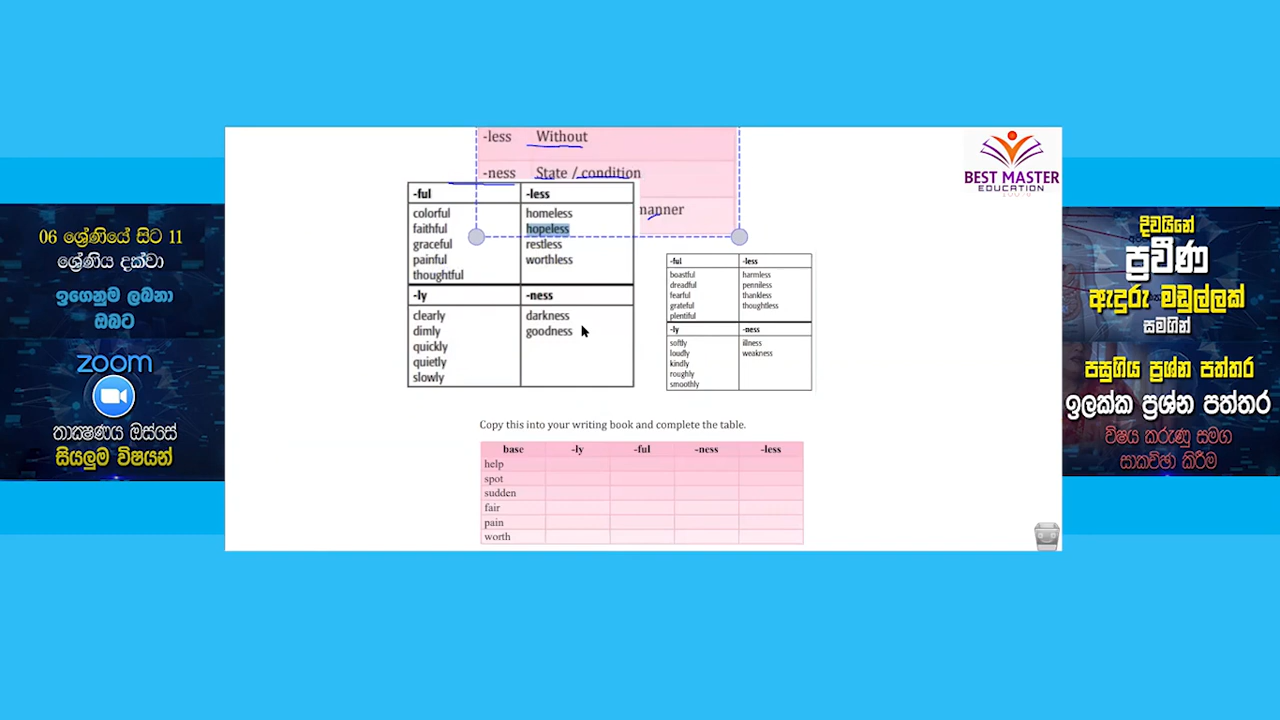 -less Without
-ness State / condition
manner
-ful -less
colorful homeless
faithful hopeless
graceful restless
painful worthless
thoughtful
-ly -ness
clearly darkness
dimly goodness
quickly
quietly
slowly
-ful -less
boastful harmless
dreadful penniless
fearful thankless
grateful thoughtless
plentiful
-ly -ness
softly illness
loudly weakness
kindly
roughly
smoothly
Copy this into your writing book and complete the table.
base -ly -ful -ness -less
help
spot
sudden
fair
pain
worth
BEST MASTER
EDUCATION
06 ශ්‍රේණියේ සිට 11
ශ්‍රේණිය දක්වා
ඉගෙනුම ලබනා
ඔබට
zoom
තාක්ෂණය ඔස්සේ
සියලුම විෂයන්
දිවයිනේ
ප්‍රවීණ
ඇදුරු මඩුල්ලක්
සමගින්
පසුගිය ප්‍රශ්න පත්තර
ඉලක්ක ප්‍රශ්න පත්තර
විෂය කරුණු සමග
සාකච්ඡා කිරීම